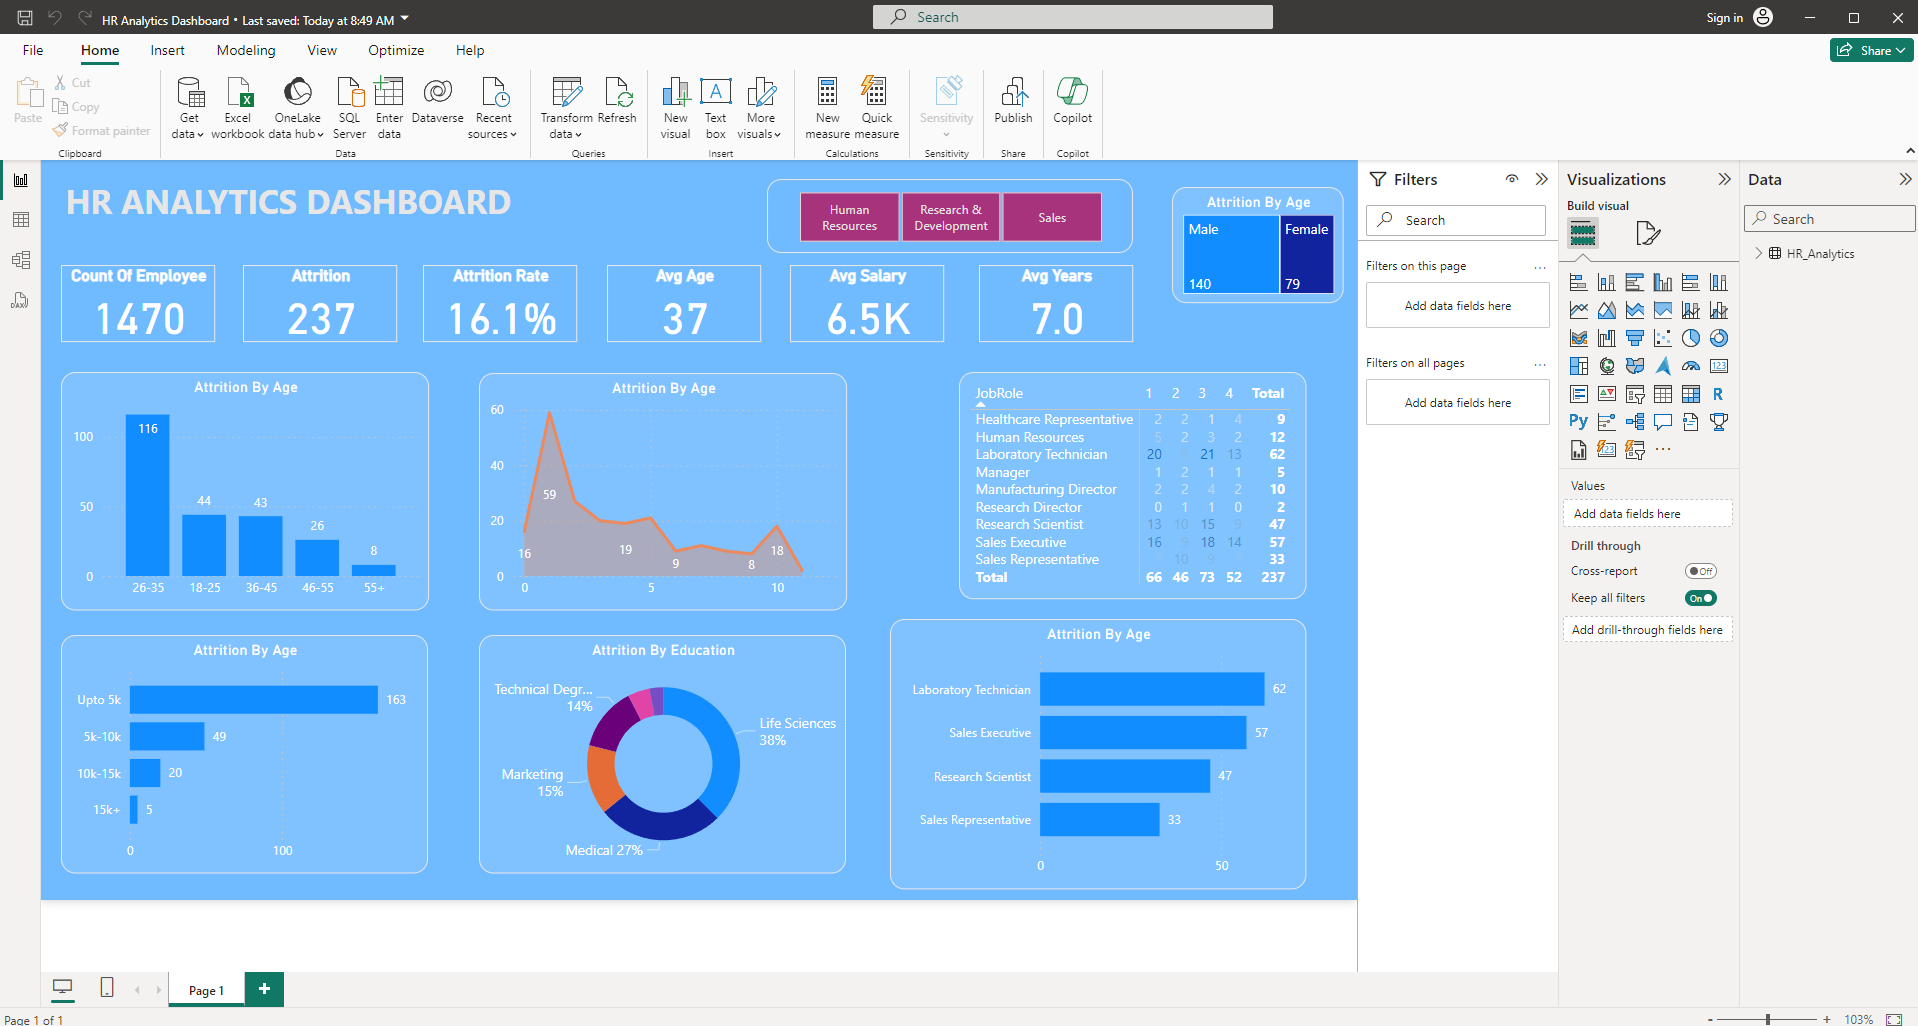 HR Analytics Dashboard • Last saved: Today at 8:49 AM
Search
Sign in
File Home Insert Modeling View Optimize Help
Share
Paste
Cut
Copy
Format painter
Clipboard
Get data
Excel workbook
OneLake data hub
SQL Server
Enter data
Dataverse
Recent sources
Data
Transform data
Refresh
Queries
New visual
Text box
More visuals
Insert
New measure
Quick measure
Calculations
Sensitivity
Sensitivity
Publish
Share
Copilot
Copilot
HR ANALYTICS DASHBOARD
Human Resources
Research & Development
Sales
Attrition By Age
Male
140
Female
79
Count Of Employee
1470
Attrition
237
Attrition Rate
16.1%
Avg Age
37
Avg Salary
6.5K
Avg Years
7.0
Attrition By Age
100
50
0
116
44
43
26
8
26-35 18-25 36-45 46-55 55+
Attrition By Age
60
40
20
0
16
59
19
9
8
18
0 5 10
JobRole 1 2 3 4 Total
Healthcare Representative 2 2 1 4 9
Human Resources 5 2 3 2 12
Laboratory Technician 20 21 13 62
Manager 1 2 1 1 5
Manufacturing Director 2 2 4 2 10
Research Director 0 1 1 0 2
Research Scientist 13 10 15 9 47
Sales Executive 16 9 18 14 57
Sales Representative 10 9 33
Total 66 46 73 52 237
Attrition By Age
Upto 5k 163
5k-10k 49
10k-15k 20
15k+ 5
0 100
Attrition By Education
Technical Degr...
14%
Life Sciences
38%
Marketing
15%
Medical 27%
Attrition By Age
Laboratory Technician 62
Sales Executive 57
Research Scientist 47
Sales Representative 33
0 50
Filters
Search
Filters on this page ...
Add data fields here
Filters on all pages ...
Add data fields here
Visualizations
Build visual
123
R
Py
123
...
Values
Add data fields here
Drill through
Cross-report Off
Keep all filters On
Add drill-through fields here
Data
Search
HR_Analytics
DAX
Page 1
+
Page 1 of 1
- + 103%